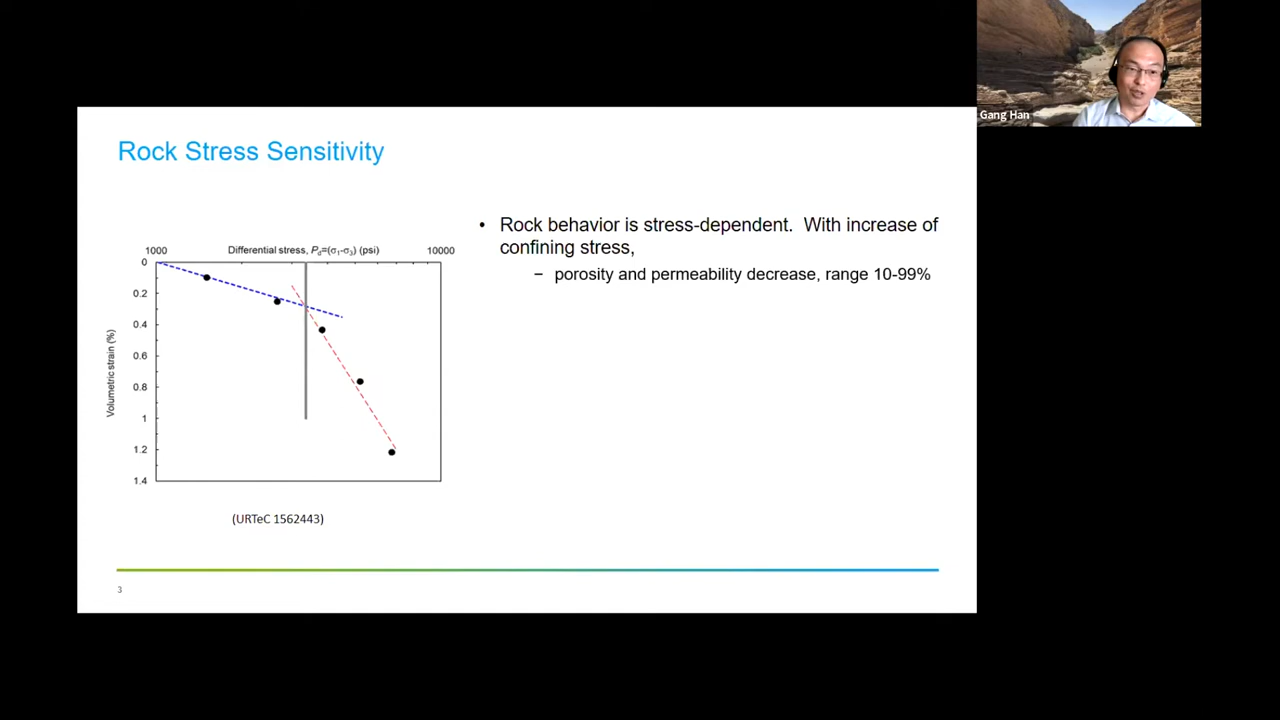 Gang Han
Rock Stress Sensitivity
• Rock behavior is stress-dependent. With increase of
confining stress,
− porosity and permeability decrease, range 10-99%
1000
Differential stress, Pd=(σ1-σ3) (psi)
10000
0
0.2
0.4
0.6
0.8
1
1.2
1.4
Volumetric strain (%)
(URTeC 1562443)
3